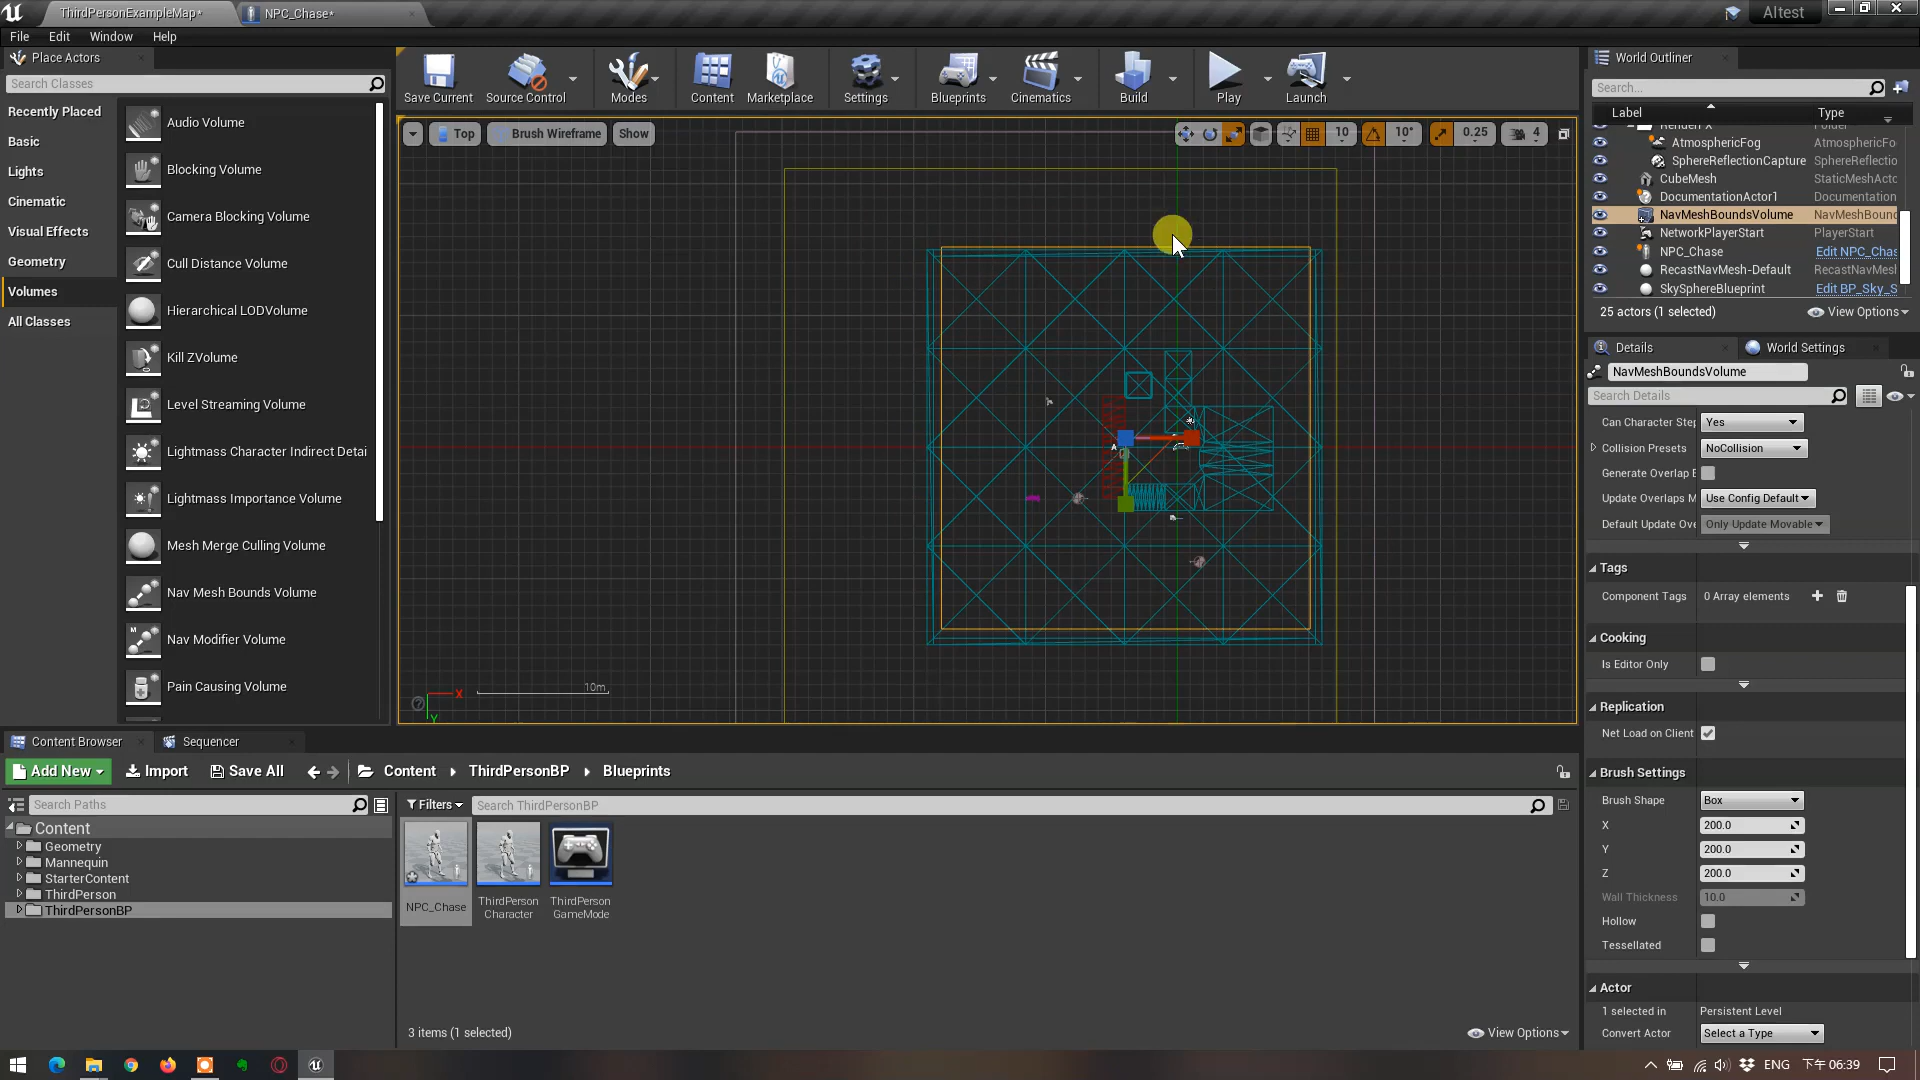 ThirdPersonExampleMap*
NPC_Chase*
AItest
File
Edit
Window
Help
Place Actors
Search Classes
Recently Placed
Basic
Lights
Cinematic
Visual Effects
Geometry
Volumes
All Classes
Audio Volume
Blocking Volume
Camera Blocking Volume
Cull Distance Volume
Hierarchical LODVolume
Kill ZVolume
Level Streaming Volume
Lightmass Character Indirect Detai
Lightmass Importance Volume
Mesh Merge Culling Volume
Nav Mesh Bounds Volume
Nav Modifier Volume
Pain Causing Volume
Save Current
Source Control
Modes
Content
Marketplace
Settings
Blueprints
Cinematics
Build
Play
Launch
Top
Brush Wireframe
Show
10
10°
0.25
4
10m
X
Y
World Outliner
Search...
Label
Type
RenderFX
Folder
AtmosphericFog
AtmosphericFo
SphereReflectionCapture
SphereReflectio
CubeMesh
StaticMeshActo
DocumentationActor1
Documentation
NavMeshBoundsVolume
NavMeshBound
NetworkPlayerStart
PlayerStart
NPC_Chase
Edit NPC_Chas
RecastNavMesh-Default
RecastNavMesh
SkySphereBlueprint
Edit BP_Sky_S
25 actors (1 selected)
View Options
Details
World Settings
NavMeshBoundsVolume
Search Details
Can Character Step
Yes
Collision Presets
NoCollision
Generate Overlap E
Update Overlaps M
Use Config Default
Default Update Ove
Only Update Movable
Tags
Component Tags
0 Array elements
Cooking
Is Editor Only
Replication
Net Load on Client
Brush Settings
Brush Shape
Box
X
200.0
Y
200.0
Z
200.0
Wall Thickness
10.0
Hollow
Tessellated
Actor
1 selected in
Persistent Level
Convert Actor
Select a Type
Content Browser
Sequencer
Add New
Import
Save All
Content
ThirdPersonBP
Blueprints
Search Paths
Filters
Search ThirdPersonBP
Content
Geometry
Mannequin
StarterContent
ThirdPerson
ThirdPersonBP
NPC_Chase
ThirdPerson
Character
ThirdPerson
GameMode
3 items (1 selected)
View Options
ENG
下午 06:39